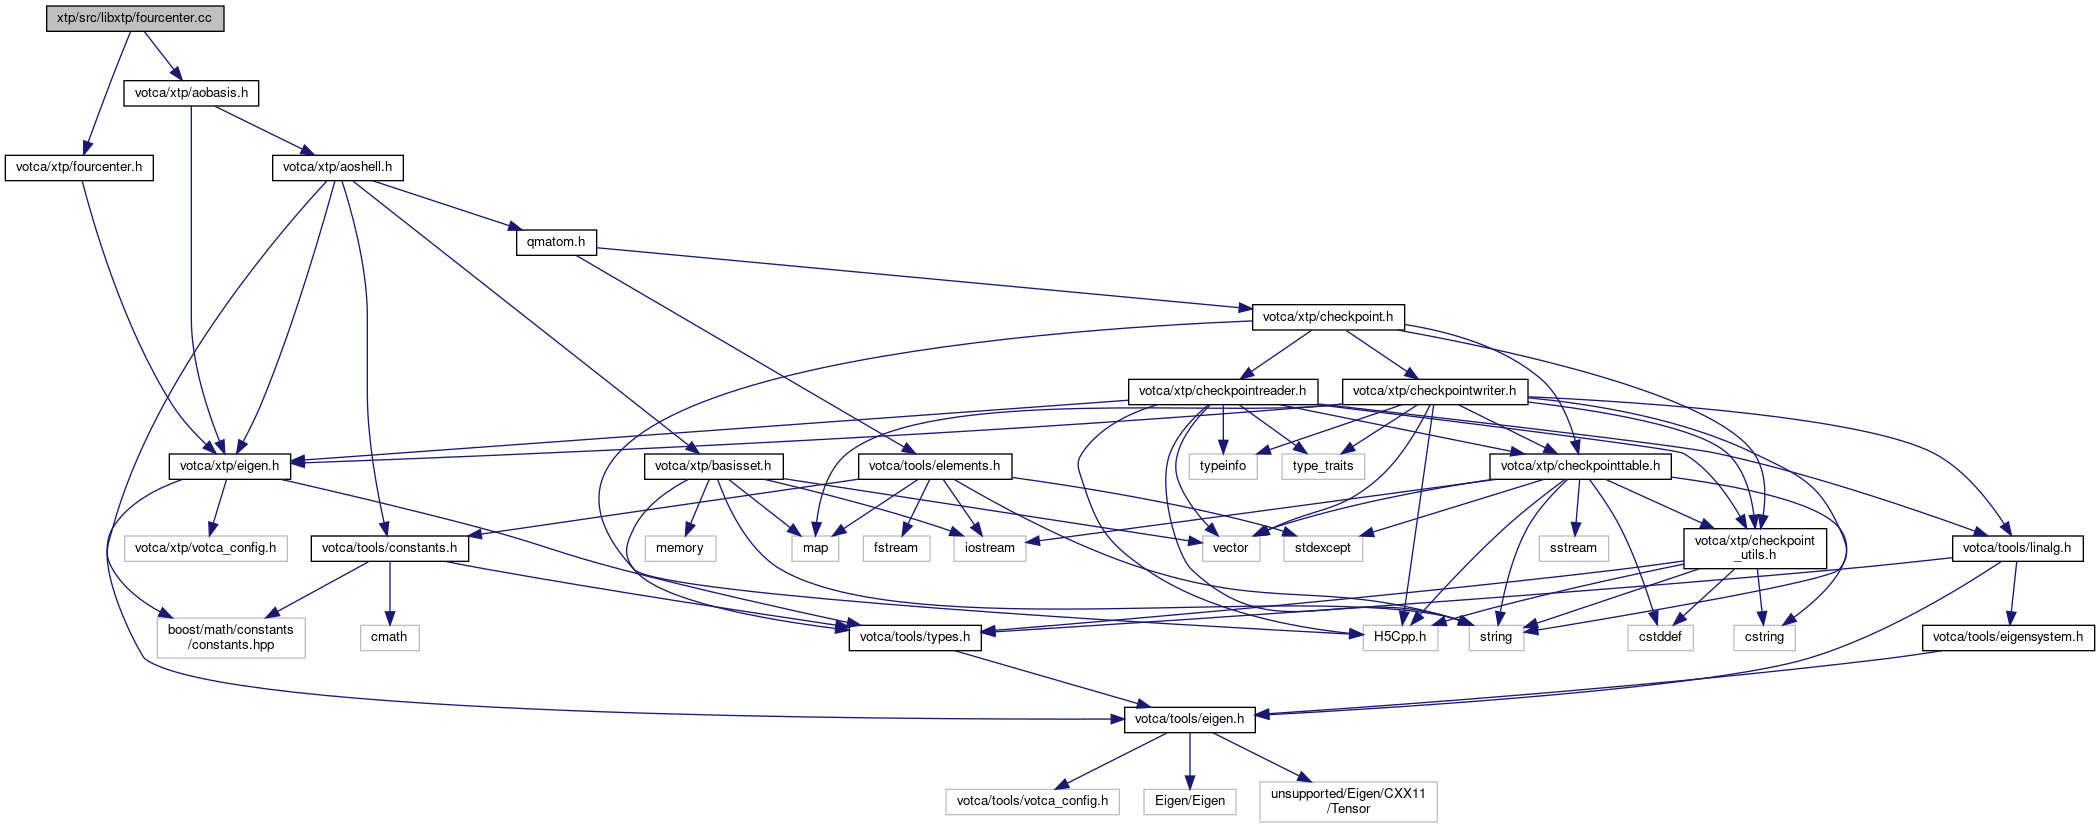 xtp/src/libxtp/fourcenter.cc
votca/xtp/aobasis.h
votca/xtp/fourcenter.h
votca/xtp/aoshell.h
qmatom.h
votca/xtp/checkpoint.h
votca/xtp/checkpointreader.h
votca/xtp/checkpointwriter.h
votca/xtp/eigen.h
votca/xtp/basisset.h
votca/tools/elements.h
typeinfo
type_traits
votca/xtp/checkpointtable.h
votca/xtp/votca_config.h
votca/tools/constants.h
memory
map
fstream
iostream
vector
stdexcept
sstream
votca/xtp/checkpoint
_utils.h
votca/tools/linalg.h
boost/math/constants
/constants.hpp
cmath
votca/tools/types.h
H5Cpp.h
string
cstddef
cstring
votca/tools/eigensystem.h
votca/tools/eigen.h
votca/tools/votca_config.h
Eigen/Eigen
unsupported/Eigen/CXX11
/Tensor